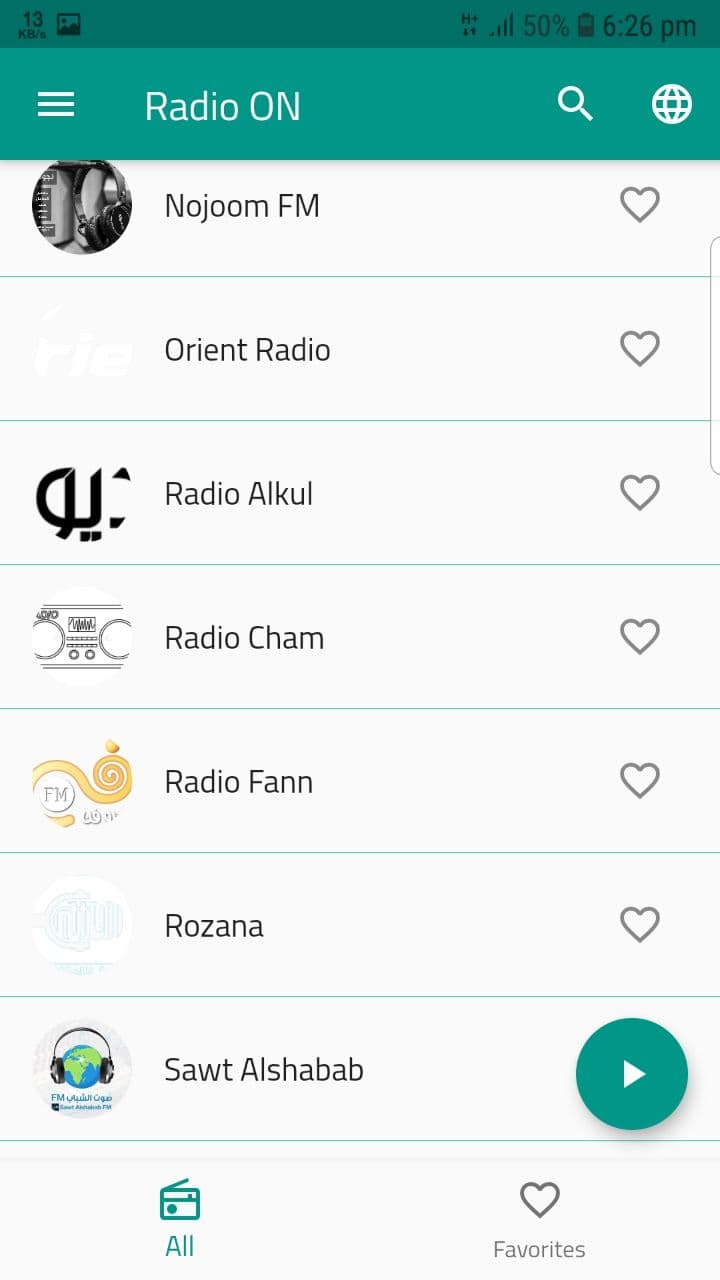 13
KB/s
H+
50%
6:26 pm
Radio ON
Nojoom FM
rie
Orient Radio
Radio Alkul
Radio Cham
FM
Radio Fann
Rozana
صوت الشباب FM
Sawt Alshabab FM
Sawt Alshabab
All
Favorites